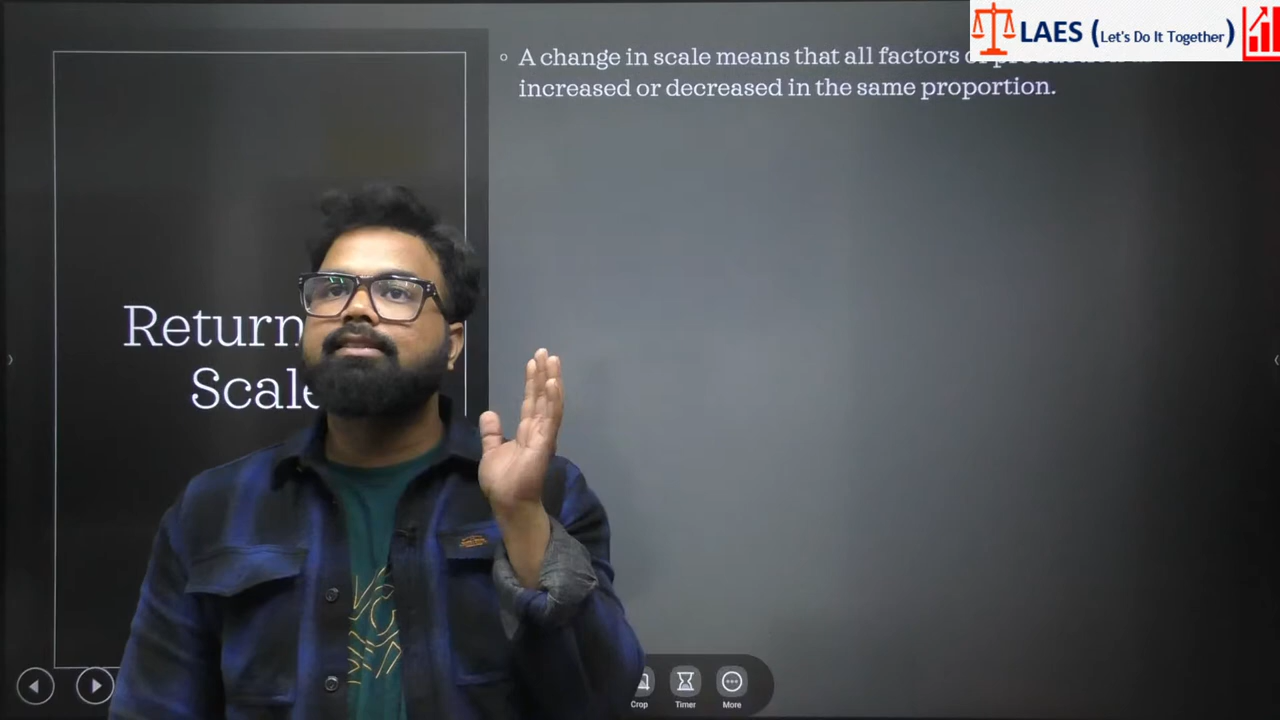 LAES (Let's Do It Together)
A change in scale means that all factors
increased or decreased in the same proportion.
Return
Scale
Crop
Timer
More